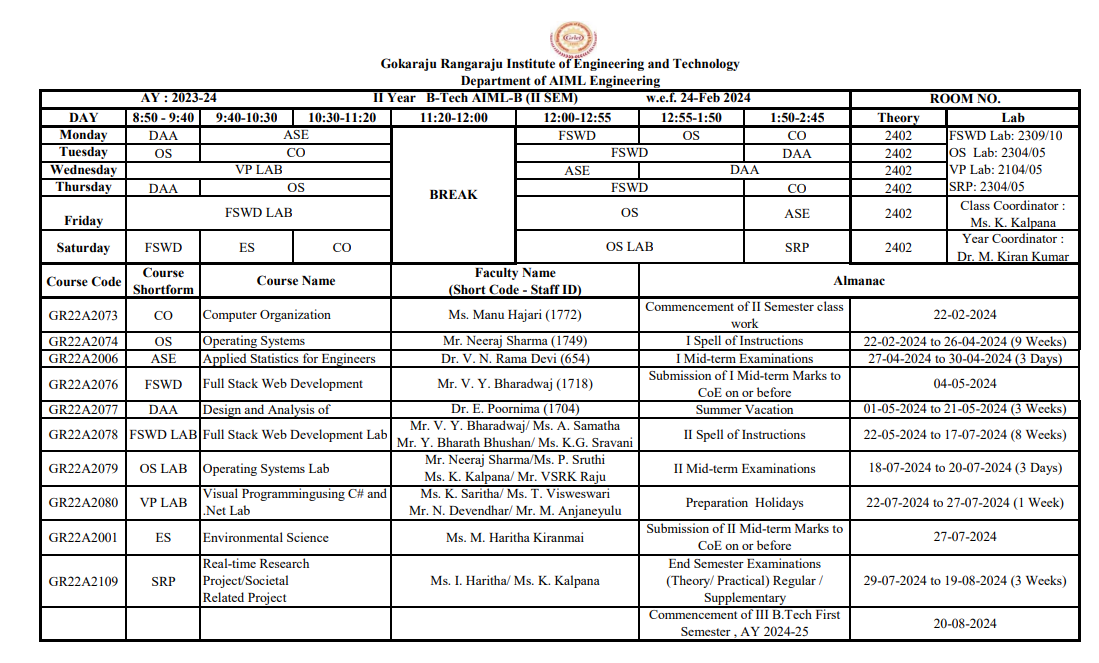 Gokaraju Rangaraju Institute of Engineering and Technology
Department of AIML Engineering
AY : 2023-24 II Year B-Tech AIML-B (II SEM) w.e.f. 24-Feb 2024 ROOM NO.
DAY 8:50 - 9:40 9:40-10:30 10:30-11:20 11:20-12:00 12:00-12:55 12:55-1:50 1:50-2:45 Theory Lab
Monday DAA ASE FSWD OS CO 2402 FSWD Lab: 2309/10
Tuesday OS CO FSWD DAA 2402 OS Lab: 2304/05
Wednesday VP LAB ASE DAA 2402 VP Lab: 2104/05
Thursday DAA OS FSWD CO 2402 SRP: 2304/05
BREAK
Friday FSWD LAB OS ASE 2402 Class Coordinator :
Ms. K. Kalpana
Saturday FSWD ES CO OS LAB SRP 2402 Year Coordinator :
Dr. M. Kiran Kumar
Course Code Course Shortform Course Name Faculty Name Almanac
(Short Code - Staff ID)
GR22A2073 CO Computer Organization Ms. Manu Hajari (1772) Commencement of II Semester class 22-02-2024
work
GR22A2074 OS Operating Systems Mr. Neeraj Sharma (1749) I Spell of Instructions 22-02-2024 to 26-04-2024 (9 Weeks)
GR22A2006 ASE Applied Statistics for Engineers Dr. V. N. Rama Devi (654) I Mid-term Examinations 27-04-2024 to 30-04-2024 (3 Days)
GR22A2076 FSWD Full Stack Web Development Mr. V. Y. Bharadwaj (1718) Submission of I Mid-term Marks to 04-05-2024
CoE on or before
GR22A2077 DAA Design and Analysis of Dr. E. Poornima (1704) Summer Vacation 01-05-2024 to 21-05-2024 (3 Weeks)
GR22A2078 FSWD LAB Full Stack Web Development Lab Mr. V. Y. Bharadwaj/ Ms. A. Samatha II Spell of Instructions 22-05-2024 to 17-07-2024 (8 Weeks)
Mr. Y. Bharath Bhushan/ Ms. K.G. Sravani
GR22A2079 OS LAB Operating Systems Lab Mr. Neeraj Sharma/Ms. P. Sruthi II Mid-term Examinations 18-07-2024 to 20-07-2024 (3 Days)
Ms. K. Kalpana/ Mr. VSRK Raju
GR22A2080 VP LAB Visual Programmingusing C# and Ms. K. Saritha/ Ms. T. Visweswari Preparation Holidays 22-07-2024 to 27-07-2024 (1 Week)
.Net Lab Mr. N. Devendhar/ Mr. M. Anjaneyulu
GR22A2001 ES Environmental Science Ms. M. Haritha Kiranmai Submission of II Mid-term Marks to 27-07-2024
CoE on or before
GR22A2109 SRP Real-time Research Ms. I. Haritha/ Ms. K. Kalpana End Semester Examinations 29-07-2024 to 19-08-2024 (3 Weeks)
Project/Societal (Theory/ Practical) Regular /
Related Project Supplementary
Commencement of III B.Tech First 20-08-2024
Semester , AY 2024-25